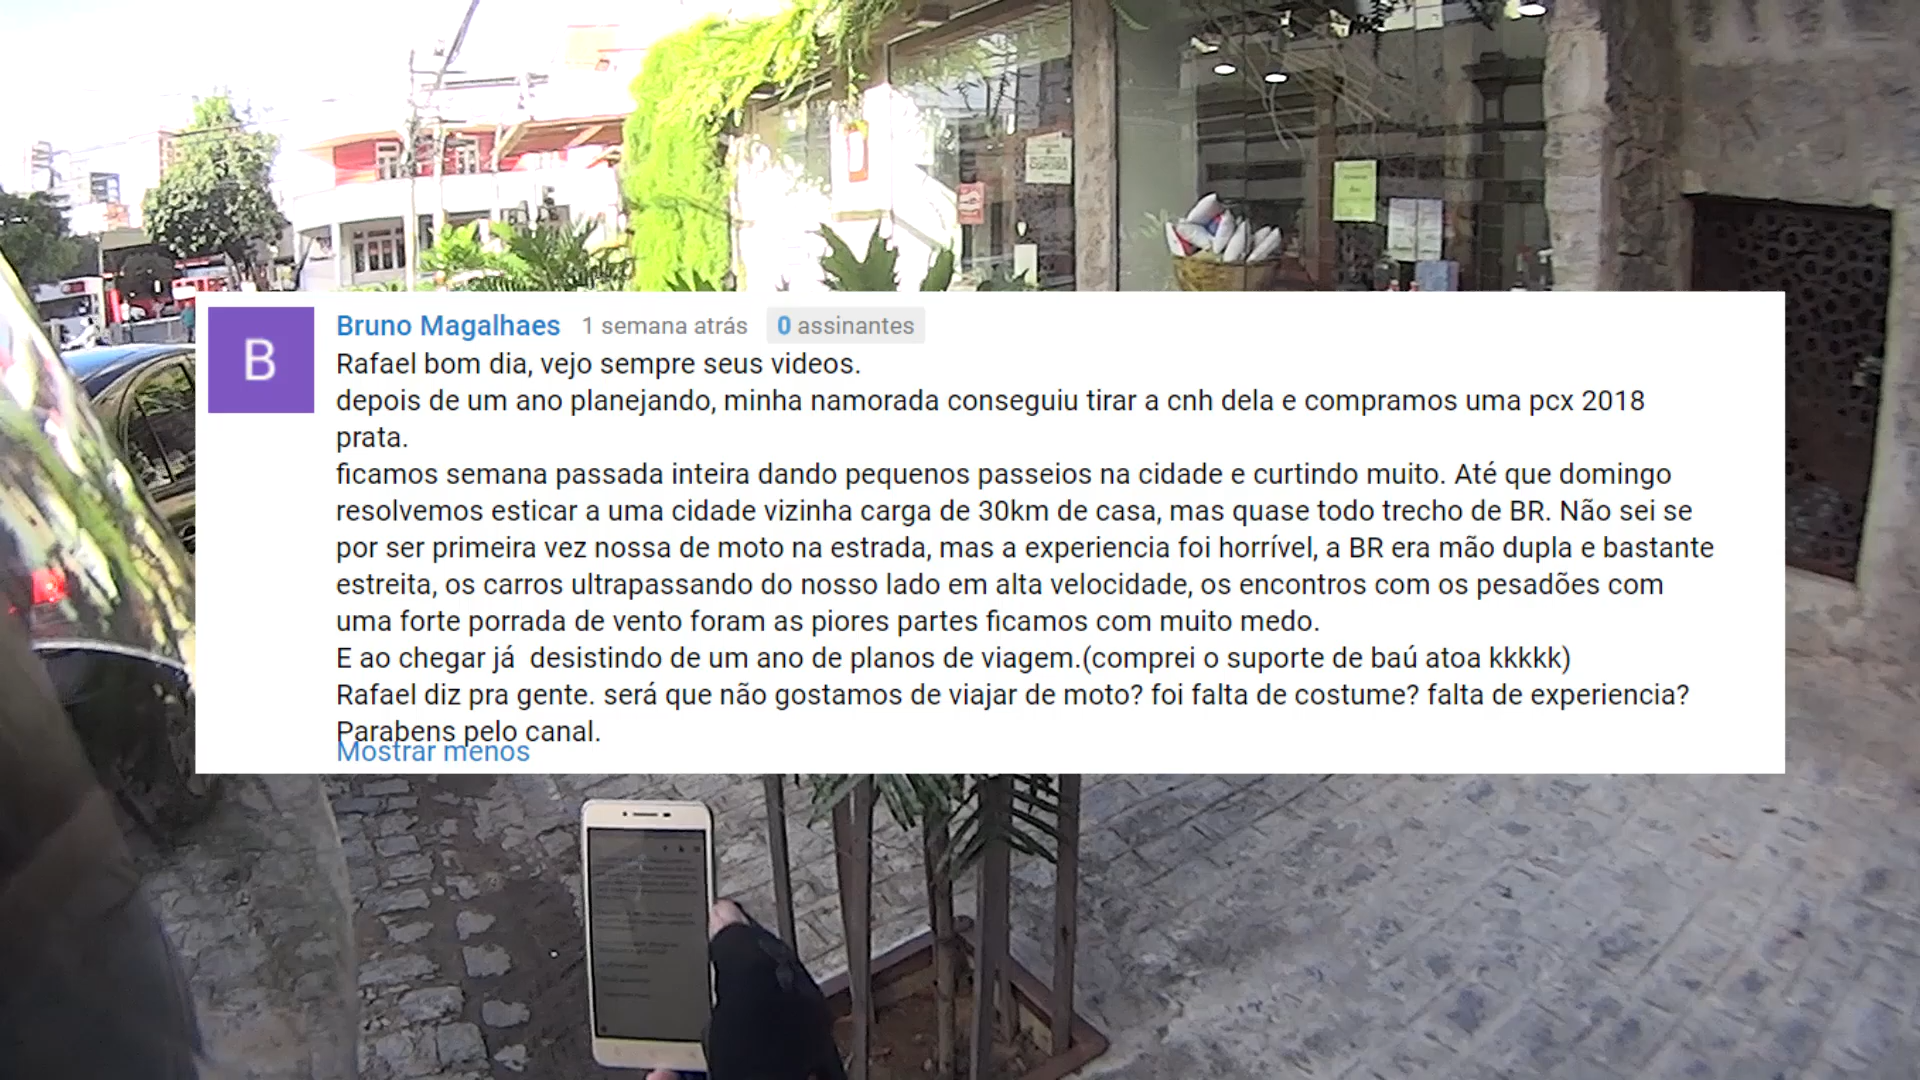 B
Bruno Magalhaes 1 semana atrás 0 assinantes
Rafael bom dia, vejo sempre seus videos.
depois de um ano planejando, minha namorada conseguiu tirar a cnh dela e compramos uma pcx 2018
prata.
ficamos semana passada inteira dando pequenos passeios na cidade e curtindo muito. Até que domingo
resolvemos esticar a uma cidade vizinha carga de 30km de casa, mas quase todo trecho de BR. Não sei se
por ser primeira vez nossa de moto na estrada, mas a experiencia foi horrível, a BR era mão dupla e bastante
estreita, os carros ultrapassando do nosso lado em alta velocidade, os encontros com os pesadões com
uma forte porrada de vento foram as piores partes ficamos com muito medo.
E ao chegar já  desistindo de um ano de planos de viagem.(comprei o suporte de baú atoa kkkkk)
Rafael diz pra gente. será que não gostamos de viajar de moto? foi falta de costume? falta de experiencia?
Parabens pelo canal.
Mostrar menos